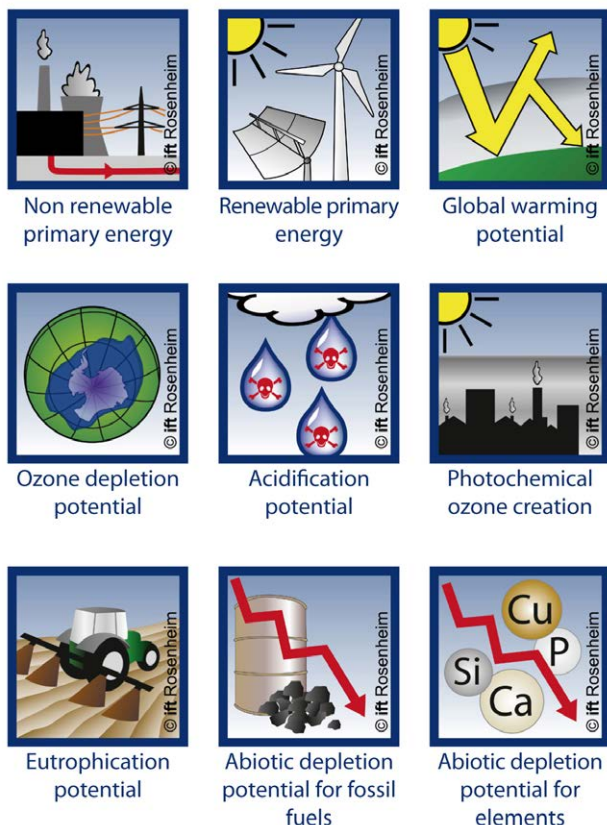 © ift Rosenheim
© ift Rosenheim
© ift Rosenheim
Non renewable
primary energy
Renewable primary
energy
Global warming
potential
© ift Rosenheim
© ift Rosenheim
© ift Rosenheim
Ozone depletion
potential
Acidification
potential
Photochemical
ozone creation
© ift Rosenheim
© ift Rosenheim
Cu
P
Si
Ca
© ift Rosenheim
Eutrophication
potential
Abiotic depletion
potential for fossil
fuels
Abiotic depletion
potential for
elements